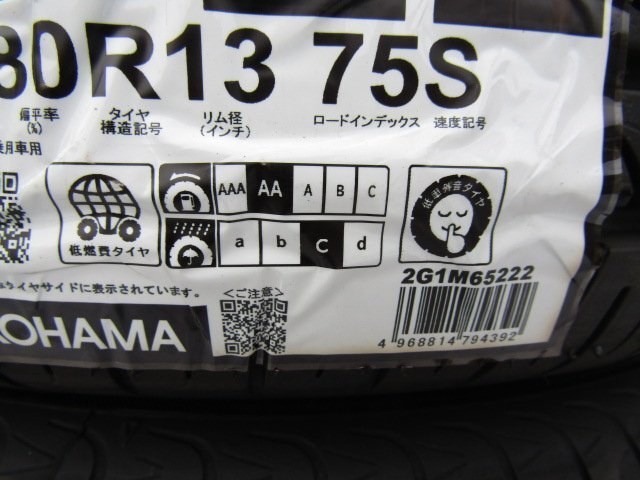 80R13 75S
偏平率 タイヤ リム径 ロードインデックス 速度記号
(%) 構造記号 (インチ)
乗用車用
AAA AA A B C
a b c d
低燃費タイヤ
低車外音タイヤ
2G1M65222
タイヤサイドに表示されています。 <ご注意>
OHAMA
4 968814 794392